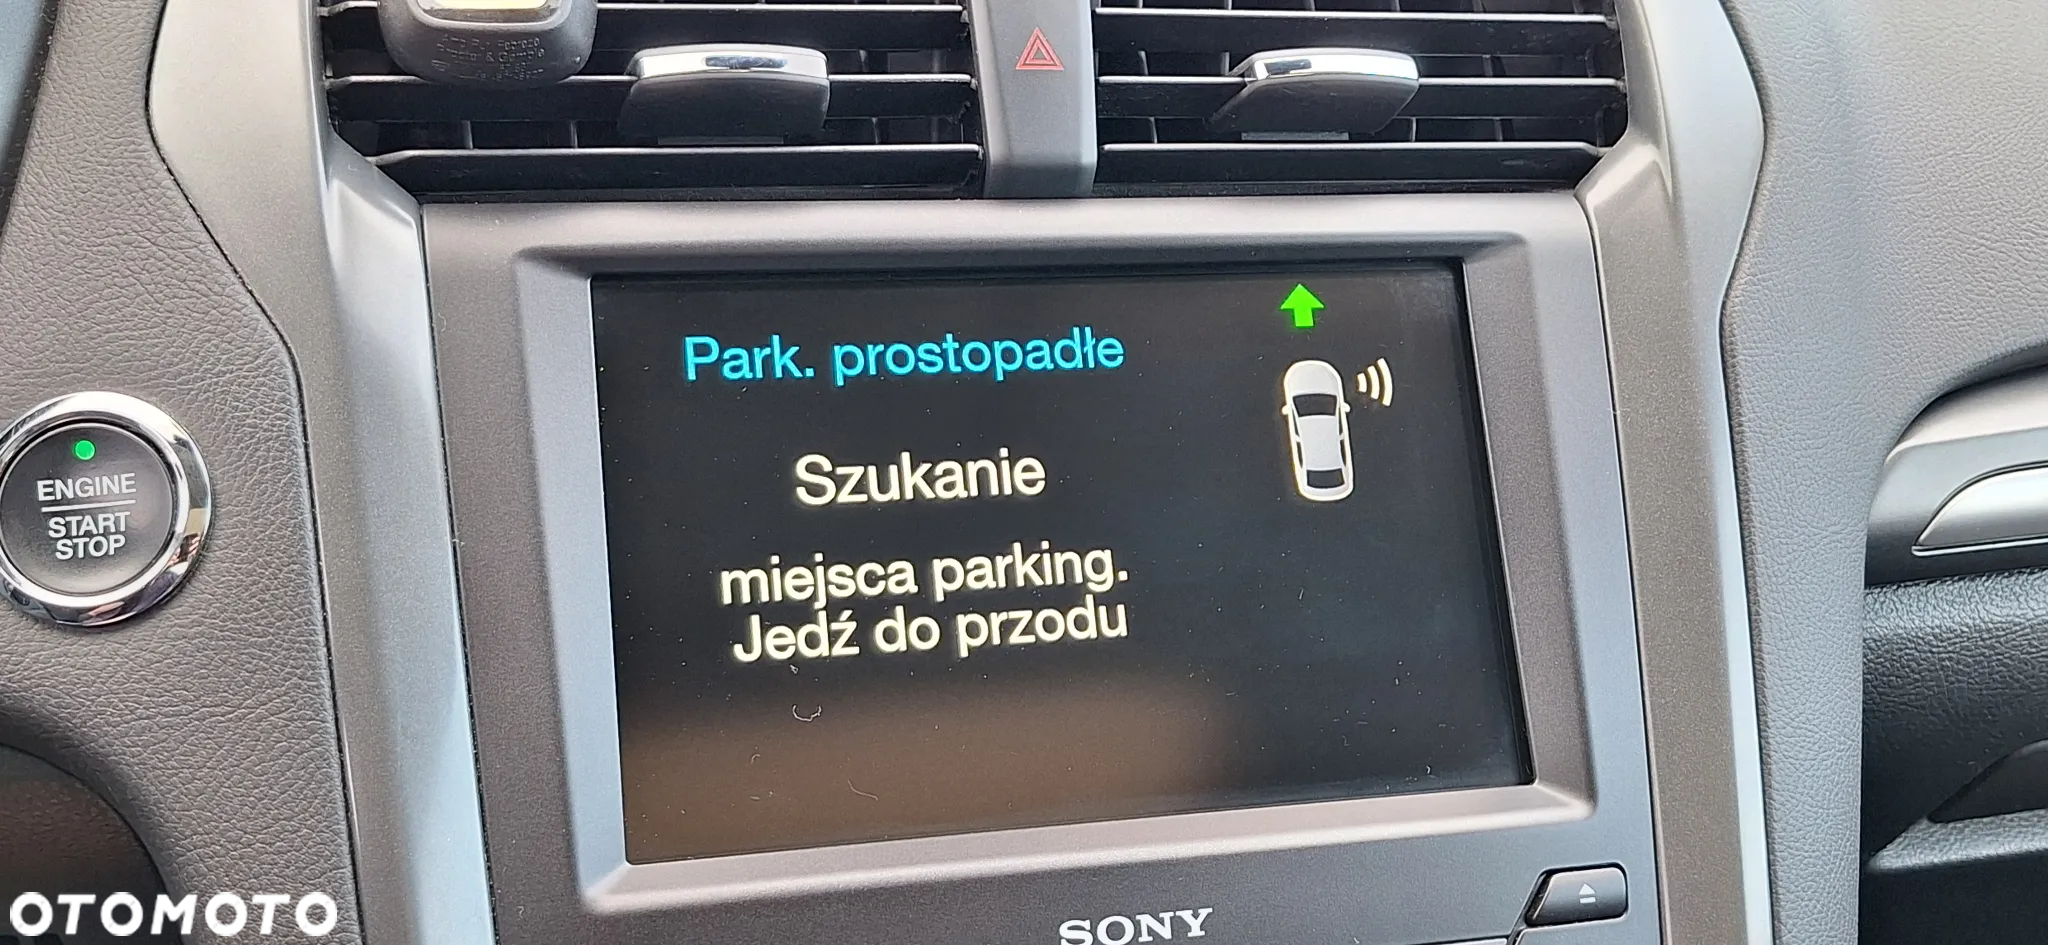 Park. prostopadłe
Szukanie
miejsca parking.
Jedź do przodu
ENGINE
START
STOP
SONY
OTOMOTO